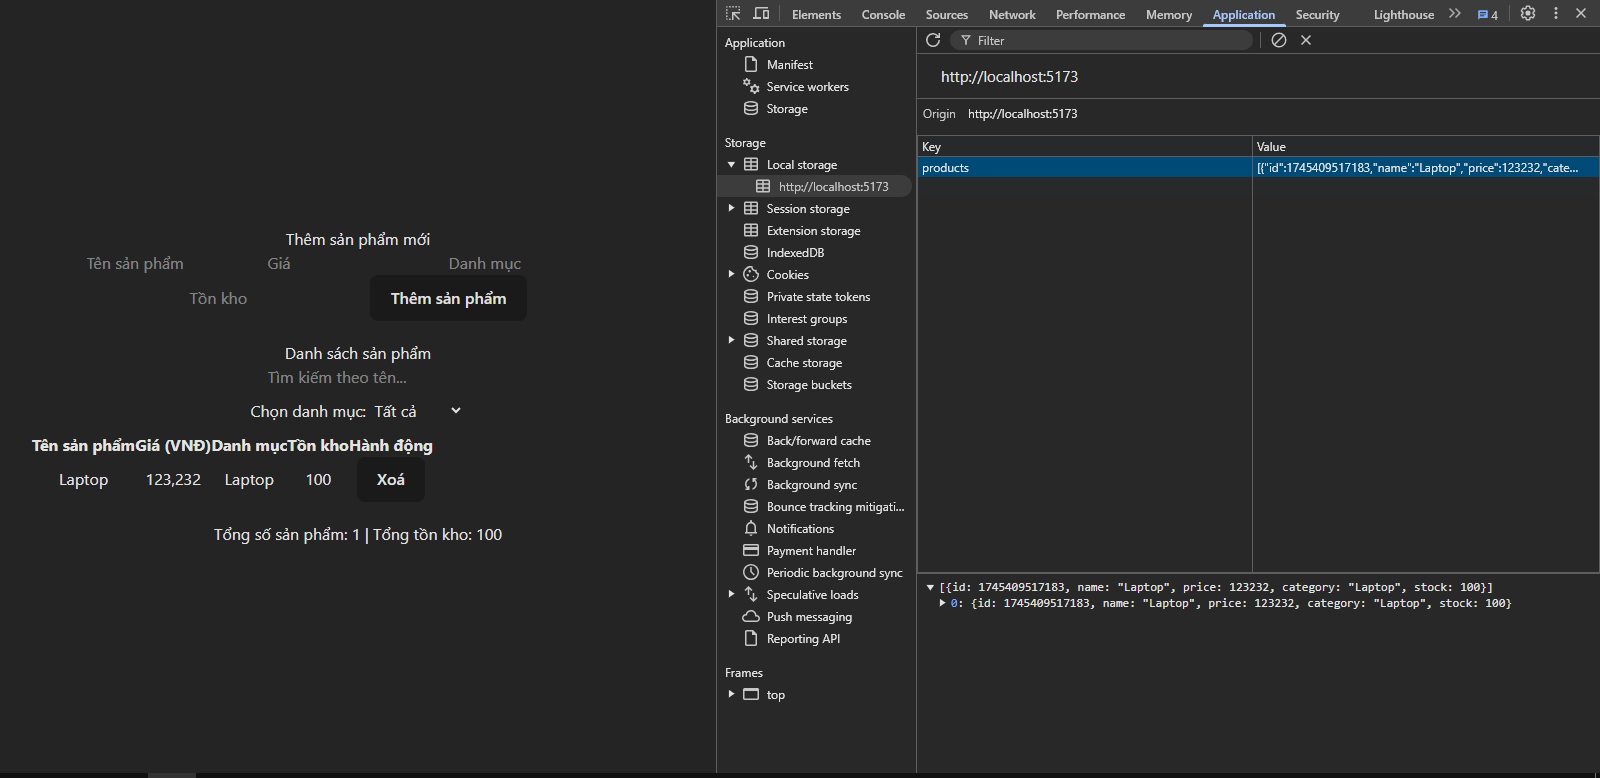 Thêm sản phẩm mới
Tên sản phẩm Giá Danh mục
Tồn kho Thêm sản phẩm
Danh sách sản phẩm
Tìm kiếm theo tên...
Chọn danh mục: Tất cả
Tên sản phẩmGiá (VNĐ)Danh mụcTồn khoHành động
Laptop 123,232 Laptop 100 Xoá
Tổng số sản phẩm: 1 | Tổng tồn kho: 100
Elements Console Sources Network Performance Memory Application Security Lighthouse 4
Application
Manifest
Service workers
Storage
Storage
Local storage
http://localhost:5173
Session storage
Extension storage
IndexedDB
Cookies
Private state tokens
Interest groups
Shared storage
Cache storage
Storage buckets
Background services
Back/forward cache
Background fetch
Background sync
Bounce tracking mitigati...
Notifications
Payment handler
Periodic background sync
Speculative loads
Push messaging
Reporting API
Frames
top
Filter
http://localhost:5173
Origin http://localhost:5173
Key Value
products [{"id":1745409517183,"name":"Laptop","price":123232,"cate...
[{id: 1745409517183, name: "Laptop", price: 123232, category: "Laptop", stock: 100}]
0: {id: 1745409517183, name: "Laptop", price: 123232, category: "Laptop", stock: 100}